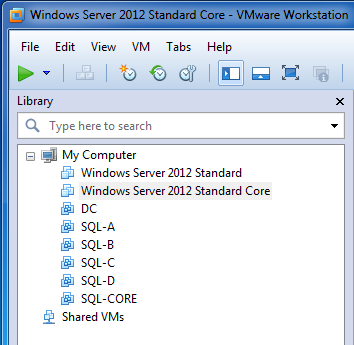 Windows Server 2012 Standard Core - VMware Workstation
File Edit View VM Tabs Help
Library
Type here to search
My Computer
Windows Server 2012 Standard
Windows Server 2012 Standard Core
DC
SQL-A
SQL-B
SQL-C
SQL-D
SQL-CORE
Shared VMs